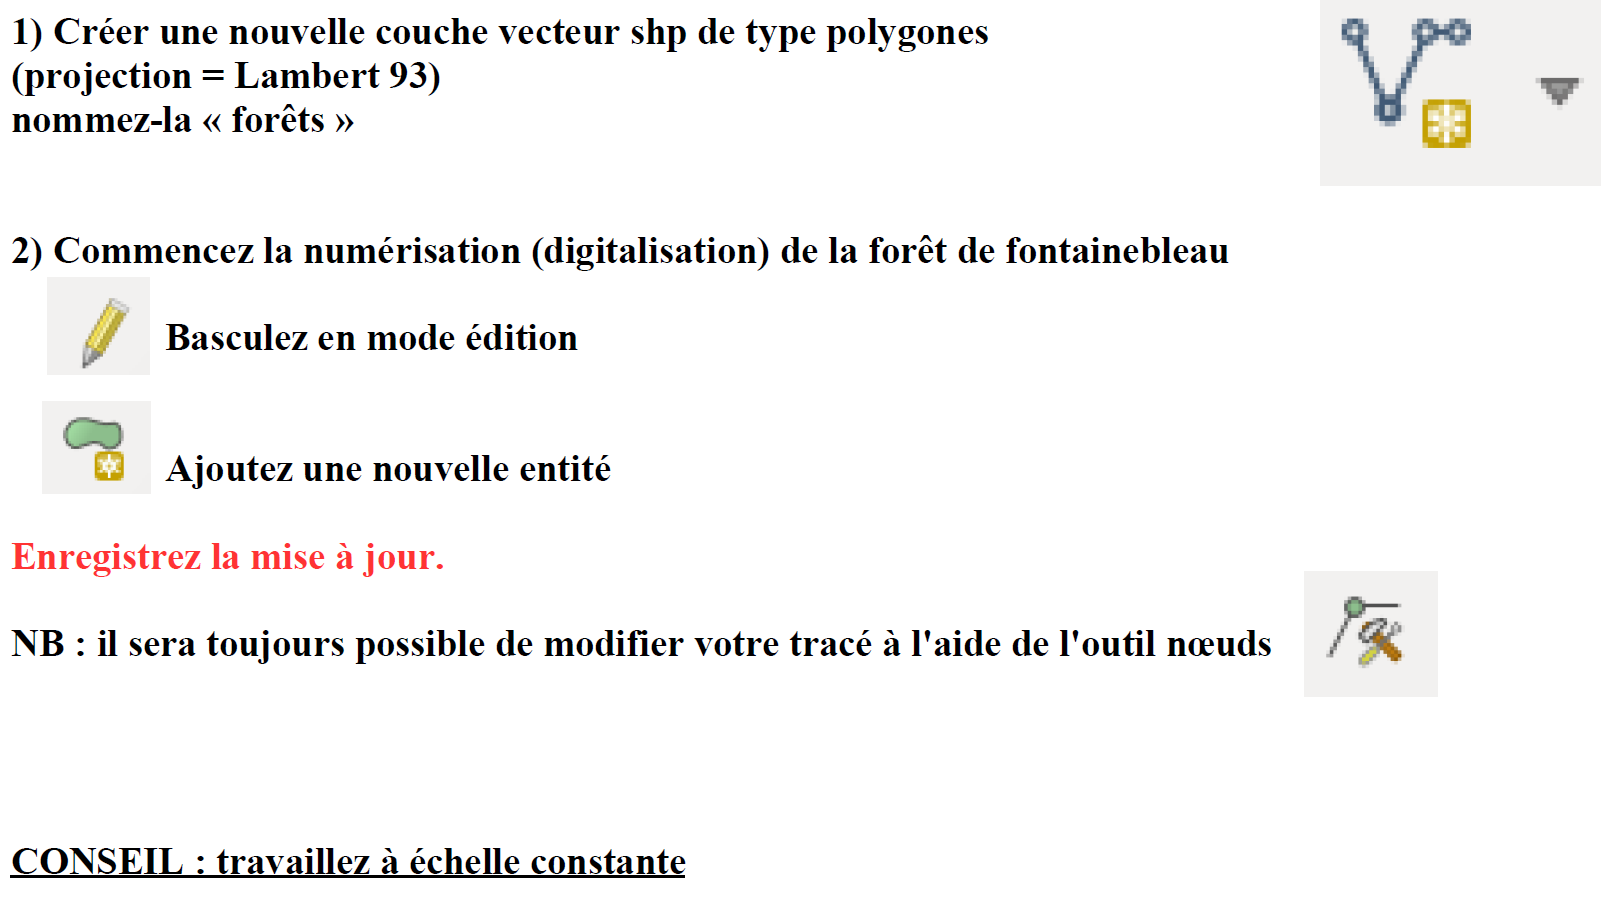 1) Créer une nouvelle couche vecteur shp de type polygones
(projection = Lambert 93)
nommez-la « forêts »
2) Commencez la numérisation (digitalisation) de la forêt de fontainebleau
Basculez en mode édition
Ajoutez une nouvelle entité
Enregistrez la mise à jour.
NB : il sera toujours possible de modifier votre tracé à l'aide de l'outil nœuds
CONSEIL : travaillez à échelle constante